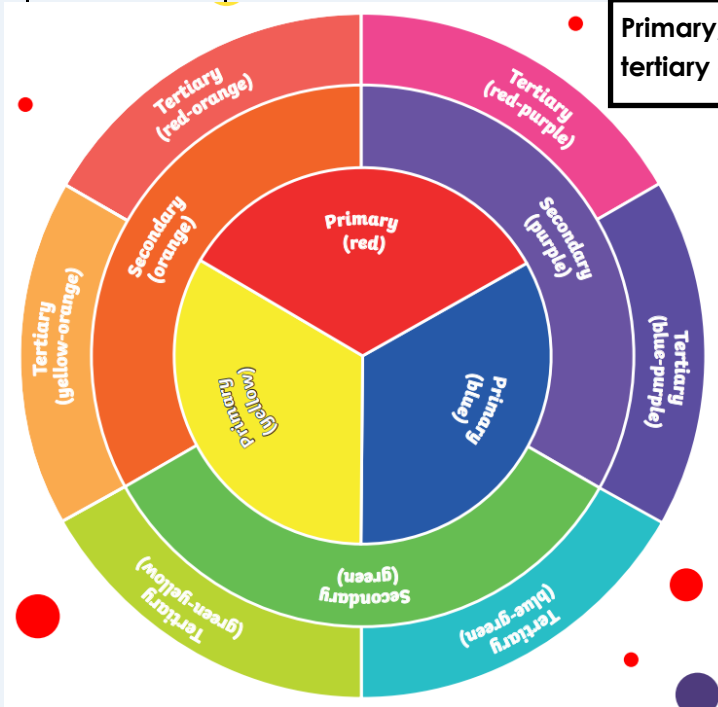 Primary,
tertiary
Tertiary
(red-orange)
Tertiary
(red-purple)
Secondary
(orange)
Secondary
(purple)
Primary
(red)
Tertiary
(yellow-orange)
Tertiary
(blue-purple)
Primary
(yellow)
Primary
(blue)
Secondary
(green)
Tertiary
(green-yellow)
Tertiary
(blue-green)